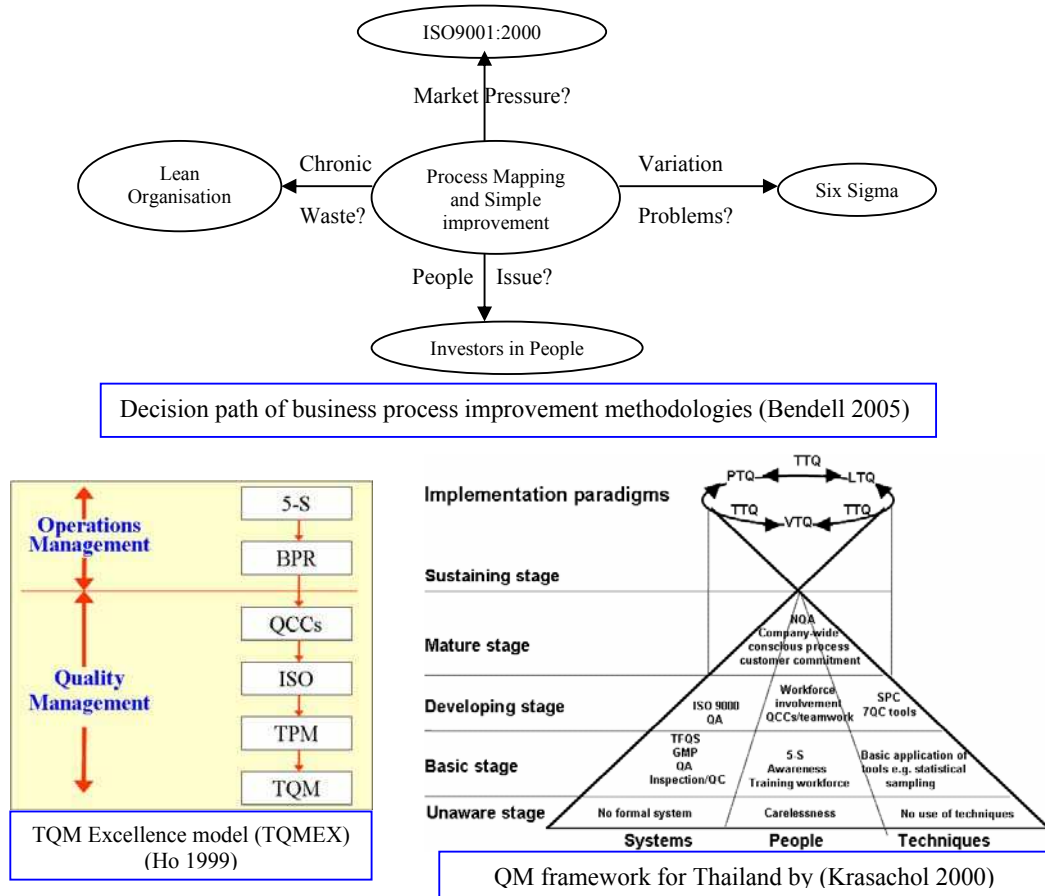 ISO9001:2000
Market Pressure?
Lean
Organisation
Chronic
Waste?
Process Mapping
and Simple
improvement
Variation
Problems?
Six Sigma
People Issue?
Investors in People
Decision path of business process improvement methodologies (Bendell 2005)
Operations
Management
5-S
BPR
Quality
Management
QCCs
ISO
TPM
TQM
TQM Excellence model (TQMEX)
(Ho 1999)
Implementation paradigms
TTQ
PTQ LTQ
TTQ TTQ
VTQ
Sustaining stage
Mature stage
NQA
Company-wide
conscious process
customer commitment
Developing stage
ISO 9000
QA
Workforce
involvement
QCCs/teamwork
SPC
7QC tools
Basic stage
TFQS
GMP
QA
Inspection/QC
5-S
Awareness
Training workforce
Basic application of
tools e.g. statistical
sampling
Unaware stage
No formal system
Carelessness
No use of techniques
Systems People Techniques
QM framework for Thailand by (Krasachol 2000)